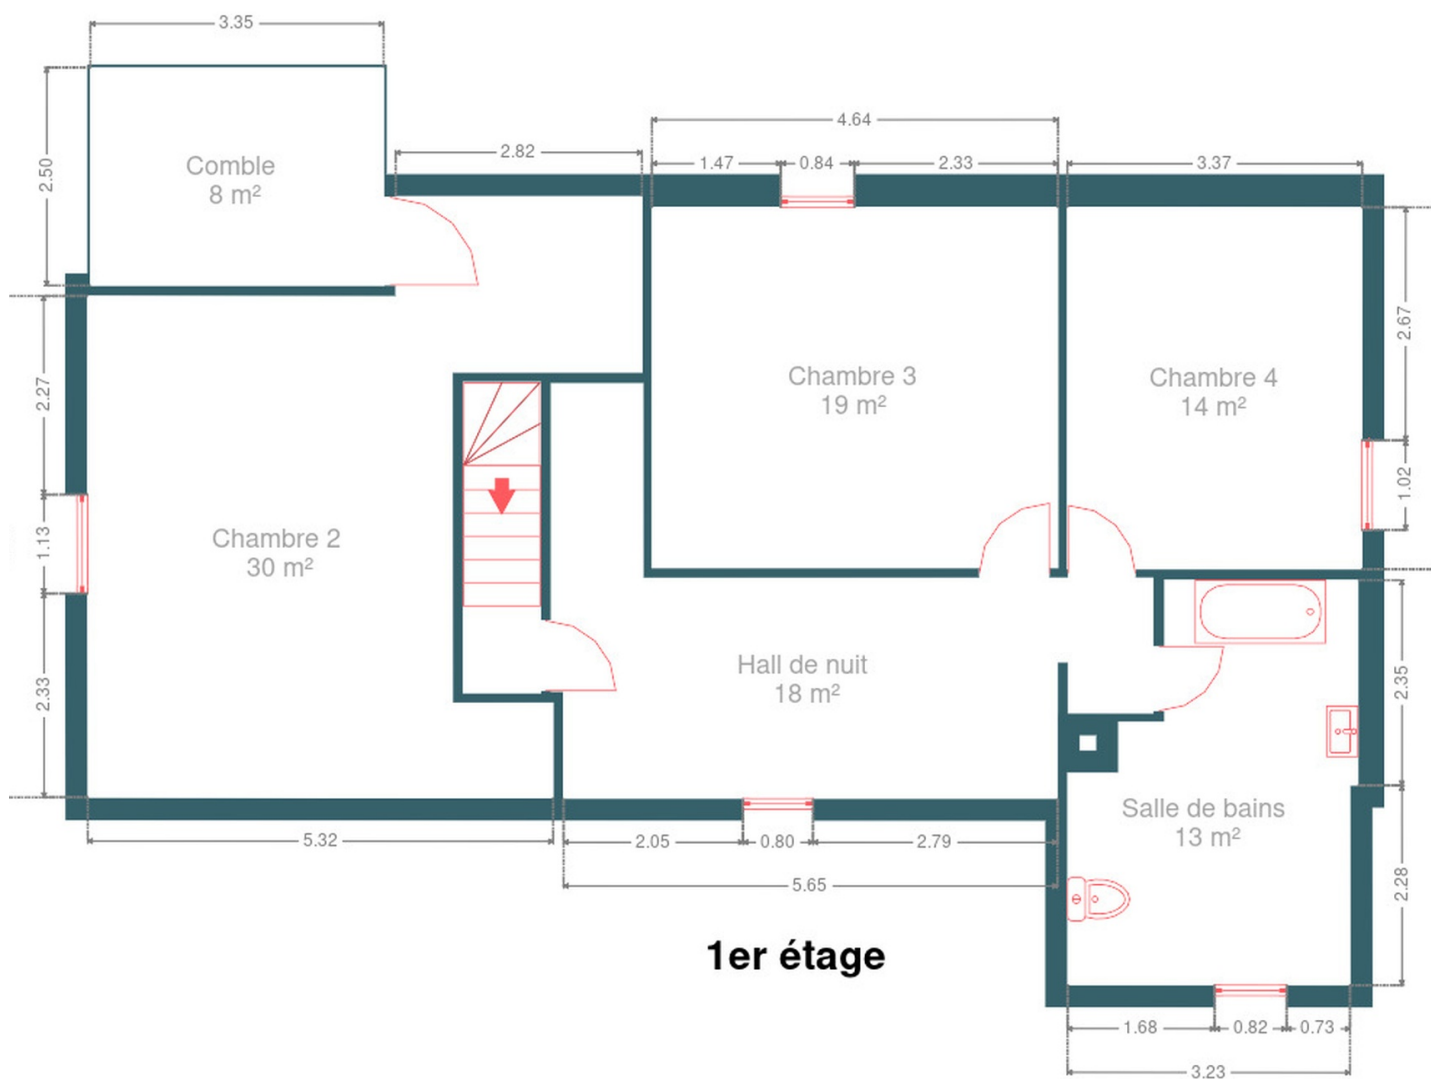 3.35
4.64
2.82
1.47
0.84
2.33
3.37
2.50
Comble
8 m²
2.67
2.27
Chambre 3
19 m²
Chambre 4
14 m²
1.02
1.13
Chambre 2
30 m²
2.33
Hall de nuit
18 m²
2.35
Salle de bains
13 m²
5.32
2.05
0.80
2.79
5.65
2.28
1er étage
1.68
0.82
0.73
3.23